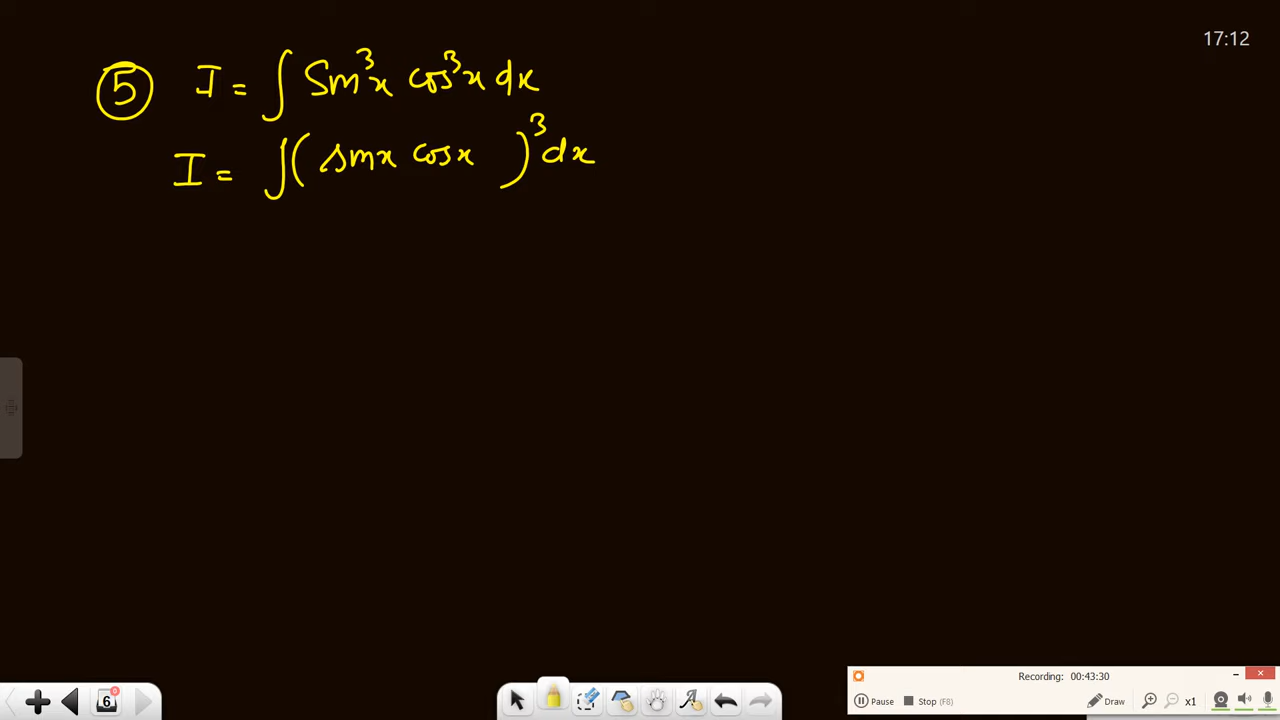 17:12
⑤ I = ∫ Sin³x cos³x dx
I = ∫( sinx cosx )³ dx
6
0
Recording: 00:43:30
Pause Stop (F8) Draw x1